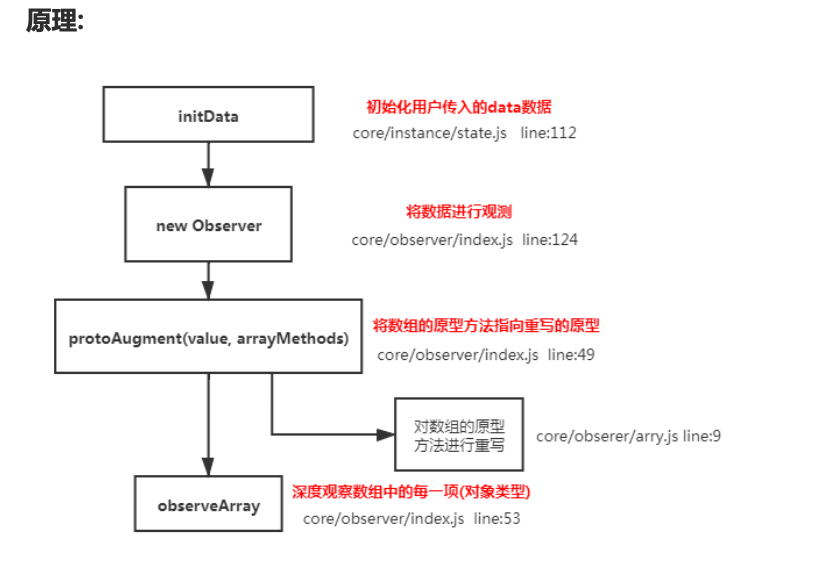 原理:
initData
初始化用户传入的data数据
core/instance/state.js line:112
new Observer
将数据进行观测
core/observer/index.js line:124
protoAugment(value, arrayMethods)
将数组的原型方法指向重写的原型
core/observer/index.js line:49
对数组的原型
方法进行重写
core/obserer/arry.js line:9
observeArray
深度观察数组中的每一项(对象类型)
core/observer/index.js line:53